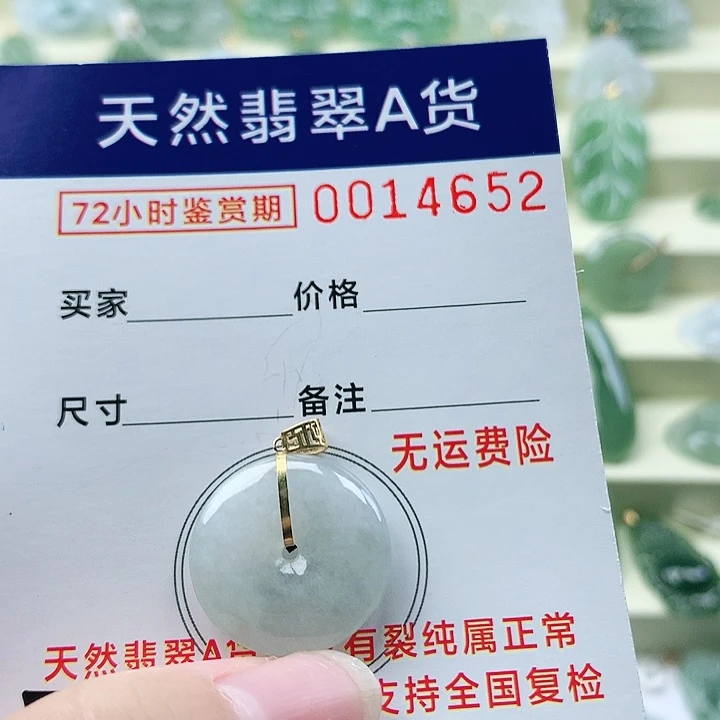 天然翡翠A货
72小时鉴赏期 0014652
买家 价格
尺寸 备注
无运费险
天然翡翠A货 有裂纯属正常
支持全国复检